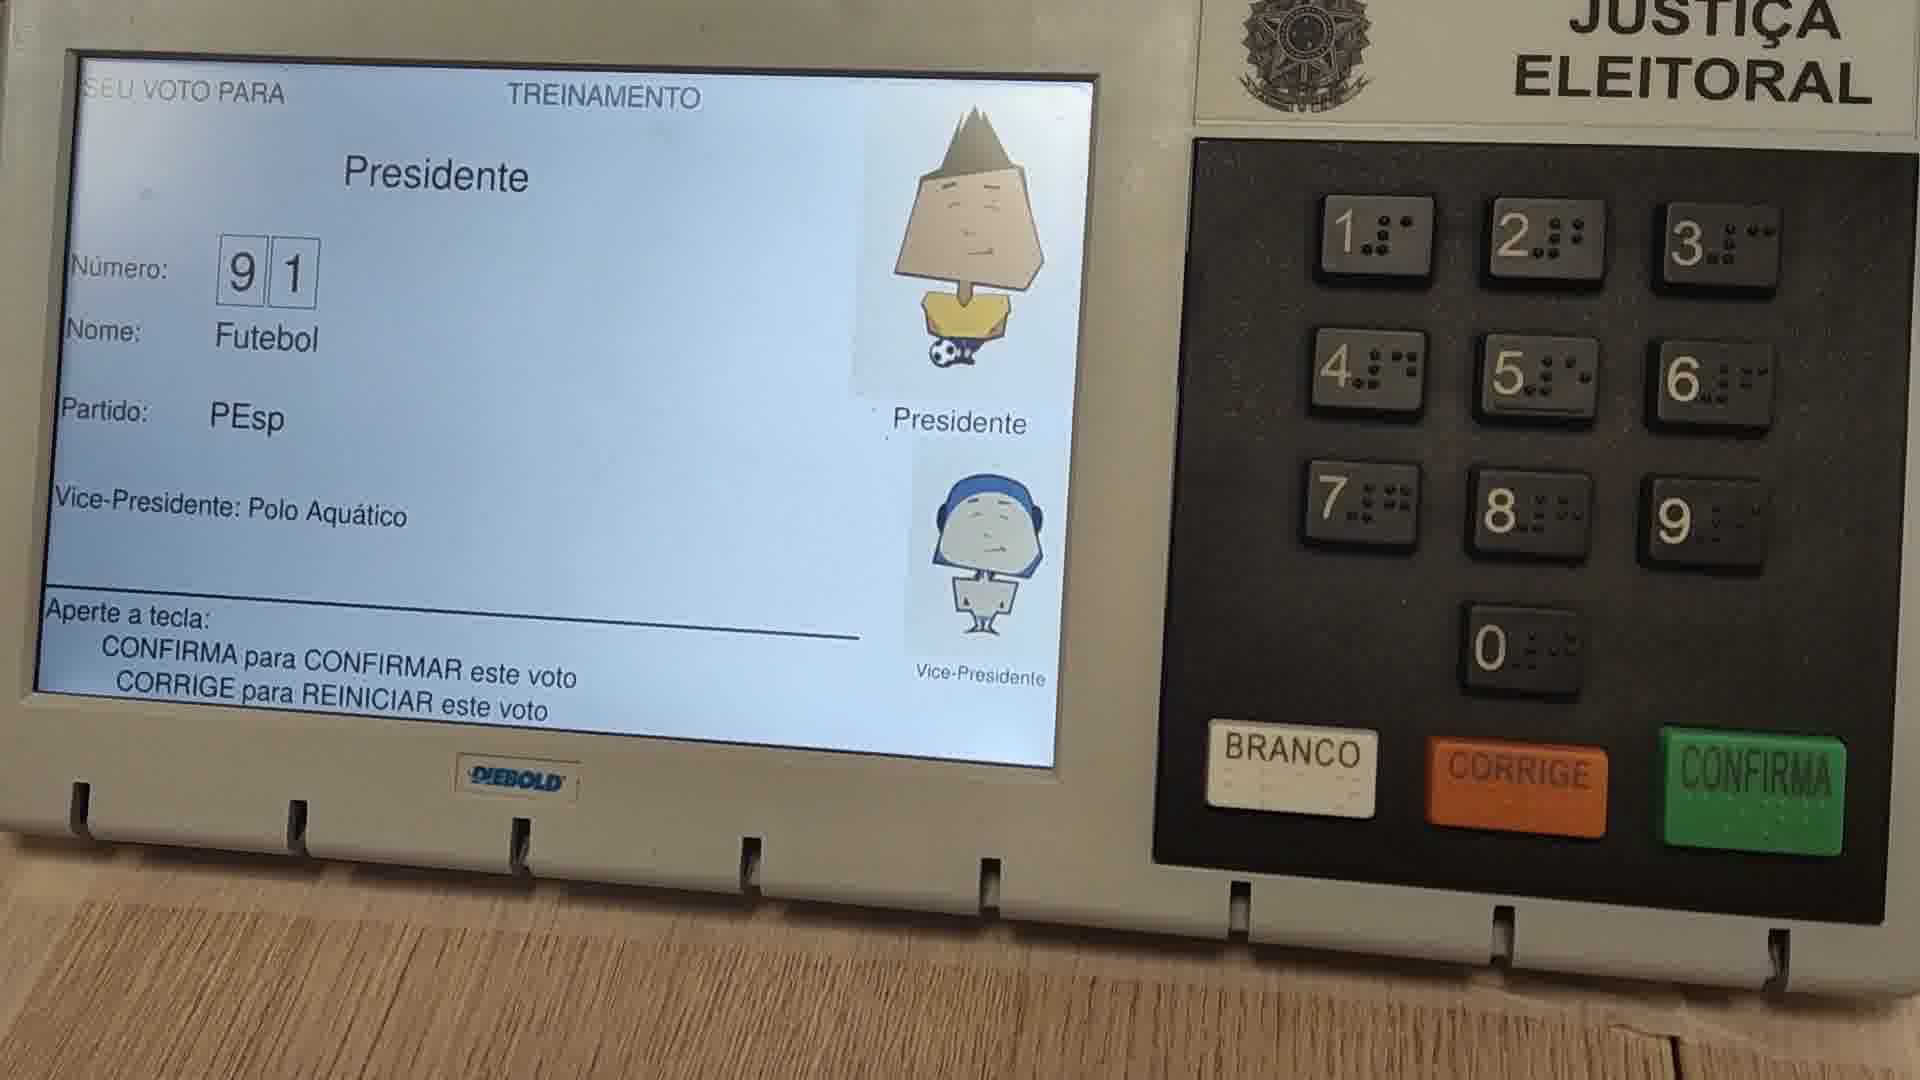 SEU VOTO PARA
TREINAMENTO
Presidente
Número: 91
Nome: Futebol
Partido: PEsp
Presidente
Vice-Presidente: Polo Aquático
Vice-Presidente
Aperte a tecla:
CONFIRMA para CONFIRMAR este voto
CORRIGE para REINICIAR este voto
DIEBOLD
JUSTIÇA
ELEITORAL
1 2 3
4 5 6
7 8 9
0
BRANCO CORRIGE CONFIRMA